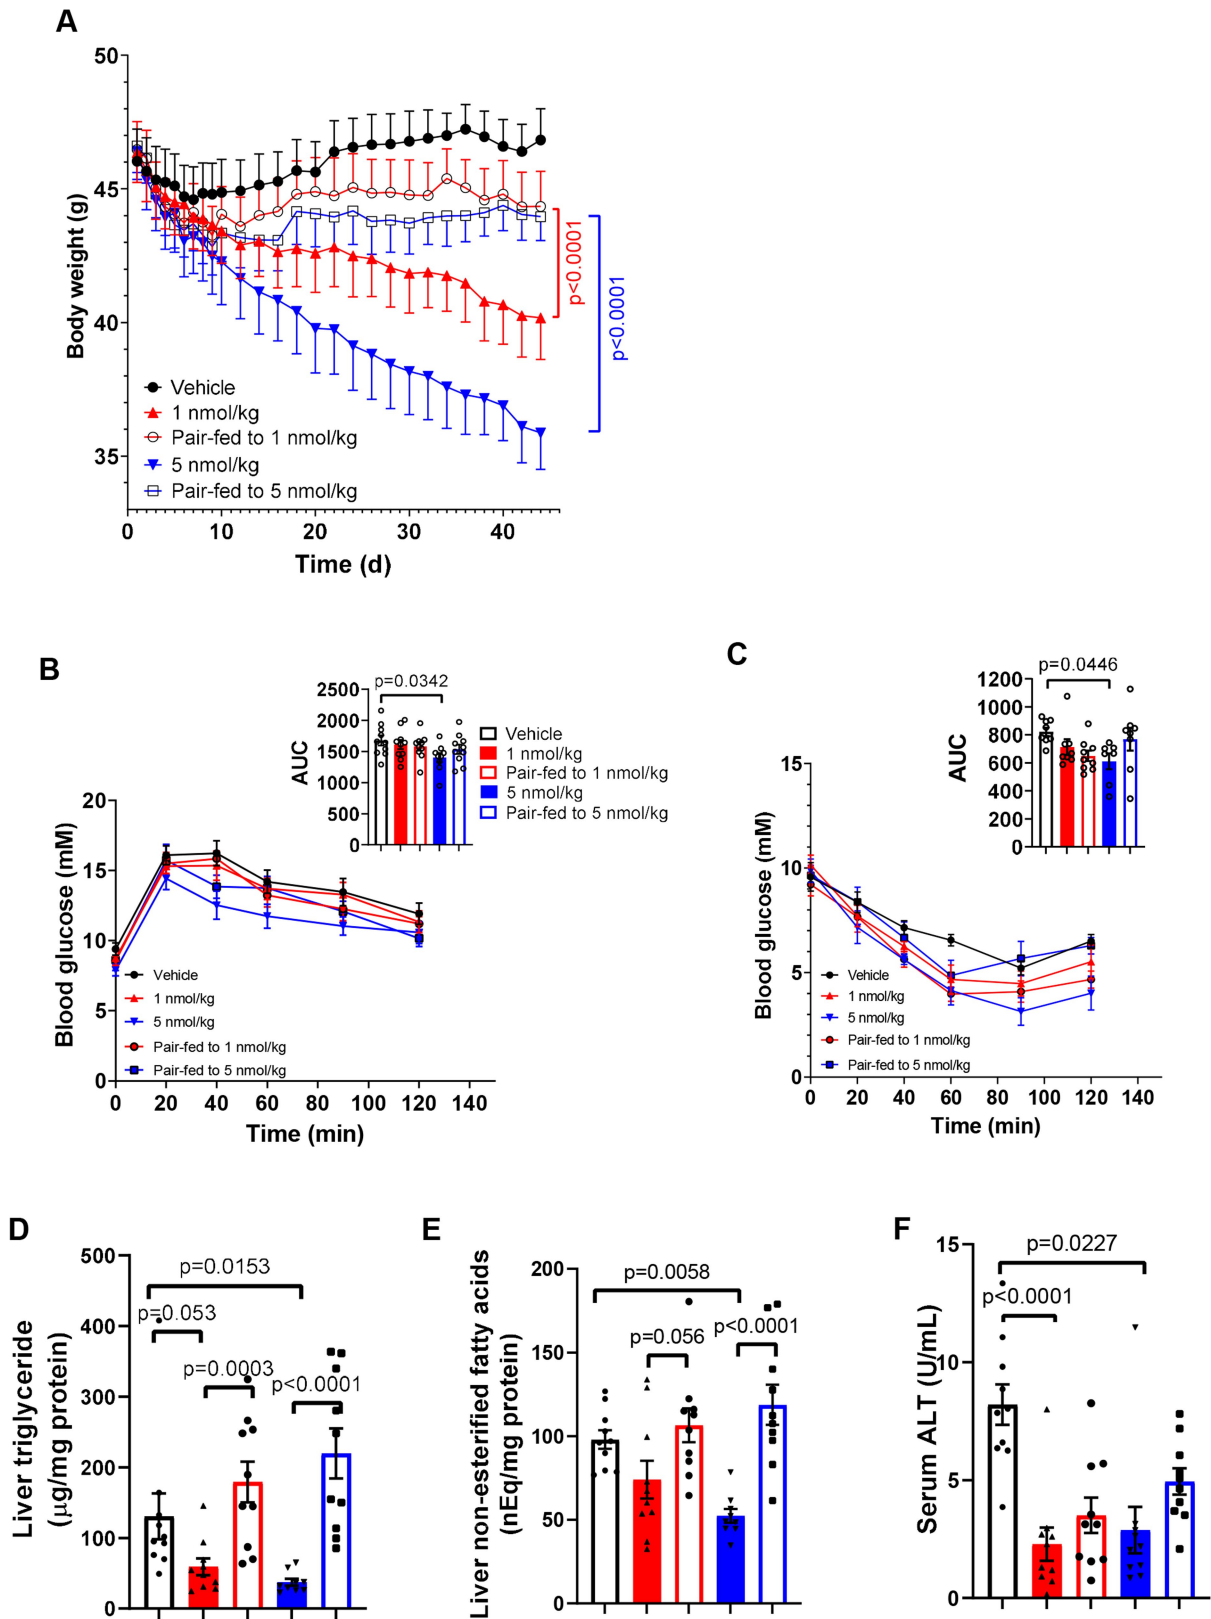 A
50
45
40
35
Body weight (g)
p<0.0001
p<0.0001
Vehicle
1 nmol/kg
Pair-fed to 1 nmol/kg
5 nmol/kg
Pair-fed to 5 nmol/kg
0 10 20 30 40
Time (d)
B
p=0.0342
2500
2000
1500
1000
500
0
AUC
Vehicle
1 nmol/kg
Pair-fed to 1 nmol/kg
5 nmol/kg
Pair-fed to 5 nmol/kg
20
15
10
5
0
Blood glucose (mM)
Vehicle
1 nmol/kg
5 nmol/kg
Pair-fed to 1 nmol/kg
Pair-fed to 5 nmol/kg
0 20 40 60 80 100 120 140
Time (min)
C
p=0.0446
1200
1000
800
600
400
200
0
AUC
15
10
5
0
Blood glucose (mM)
Vehicle
1 nmol/kg
5 nmol/kg
Pair-fed to 1 nmol/kg
Pair-fed to 5 nmol/kg
0 20 40 60 80 100 120 140
Time (min)
D
500
400
300
200
100
0
Liver triglyceride
(μg/mg protein)
p=0.0153
p=0.053
p=0.0003
p<0.0001
E
200
150
100
50
0
Liver non-esterified fatty acids
(nEq/mg protein)
p=0.0058
p=0.056
p<0.0001
F
15
10
5
0
Serum ALT (U/mL)
p=0.0227
p<0.0001